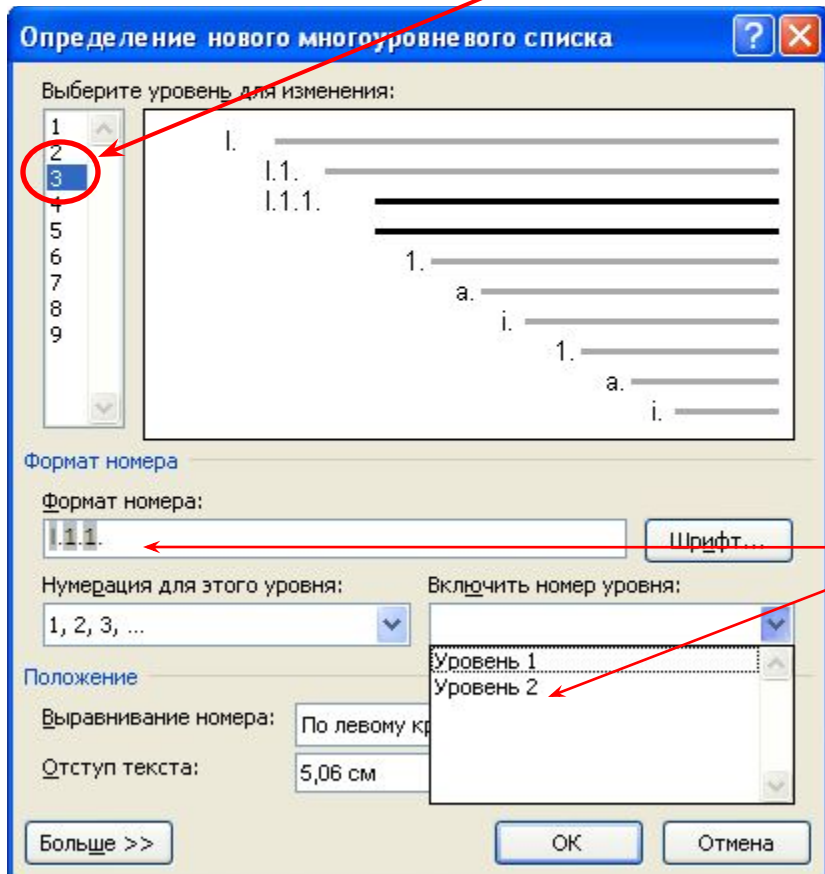 Определение нового многоуровневого списка
Выберите уровень для изменения:
1
2
3
4
5
6
7
8
9
I.
I.1.
I.1.1.
1.
a.
i.
1.
a.
i.
Формат номера
Формат номера:
I.1.1.
Шрифт...
Нумерация для этого уровня:
Включить номер уровня:
1, 2, 3, ...
Уровень 1
Уровень 2
Положение
Выравнивание номера:
По левому
Отступ текста:
5,06 см
Больше >>
ОК
Отмена